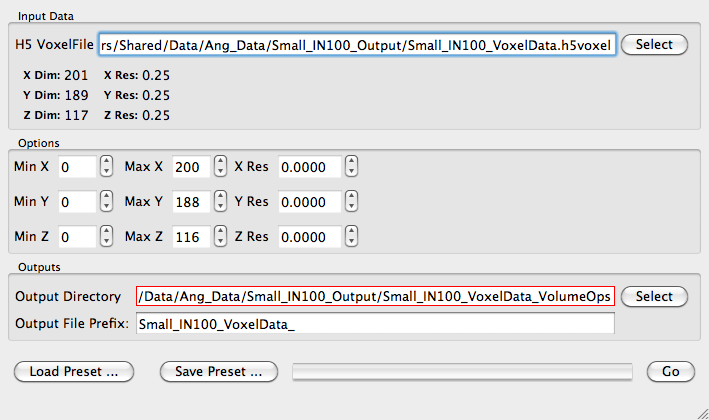 Input Data
H5 VoxelFile rs/Shared/Data/Ang_Data/Small_IN100_Output/Small_IN100_VoxelData.h5voxel Select
X Dim: 201 X Res: 0.25
Y Dim: 189 Y Res: 0.25
Z Dim: 117 Z Res: 0.25
Options
Min X 0 Max X 200 X Res 0.0000
Min Y 0 Max Y 188 Y Res 0.0000
Min Z 0 Max Z 116 Z Res 0.0000
Outputs
Output Directory /Data/Ang_Data/Small_IN100_Output/Small_IN100_VoxelData_VolumeOps Select
Output File Prefix: Small_IN100_VoxelData_
Load Preset ... Save Preset ... Go